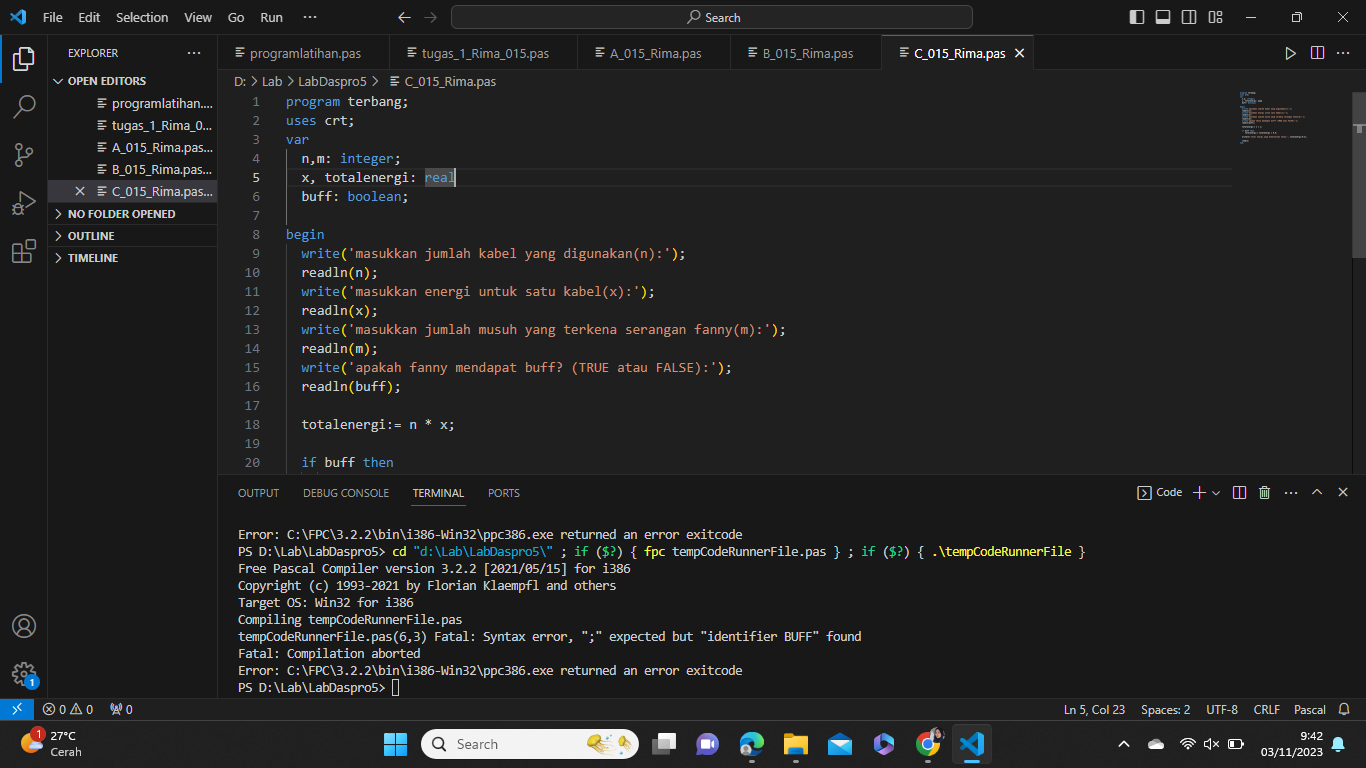 File Edit Selection View Go Run ··· Search
EXPLORER ···
OPEN EDITORS
programlatihan....
tugas_1_Rima_0...
A_015_Rima.pas...
B_015_Rima.pas...
C_015_Rima.pas...
NO FOLDER OPENED
OUTLINE
TIMELINE
1
programlatihan.pas tugas_1_Rima_015.pas A_015_Rima.pas B_015_Rima.pas C_015_Rima.pas
D: > Lab > LabDaspro5 > C_015_Rima.pas
1 program terbang;
2 uses crt;
3 var
4 n,m: integer;
5 x, totalenergi: real
6 buff: boolean;
7
8 begin
9 write('masukkan jumlah kabel yang digunakan(n):');
10 readln(n);
11 write('masukkan energi untuk satu kabel(x):');
12 readln(x);
13 write('masukkan jumlah musuh yang terkena serangan fanny(m):');
14 readln(m);
15 write('apakah fanny mendapat buff? (TRUE atau FALSE):');
16 readln(buff);
17
18 totalenergi:= n * x;
19
20 if buff then
OUTPUT DEBUG CONSOLE TERMINAL PORTS Code
Error: C:\FPC\3.2.2\bin\i386-Win32\ppc386.exe returned an error exitcode
PS D:\Lab\LabDaspro5> cd "d:\Lab\LabDaspro5\" ; if ($?) { fpc tempCodeRunnerFile.pas } ; if ($?) { .\tempCodeRunnerFile }
Free Pascal Compiler version 3.2.2 [2021/05/15] for i386
Copyright (c) 1993-2021 by Florian Klaempfl and others
Target OS: Win32 for i386
Compiling tempCodeRunnerFile.pas
tempCodeRunnerFile.pas(6,3) Fatal: Syntax error, ";" expected but "identifier BUFF" found
Fatal: Compilation aborted
Error: C:\FPC\3.2.2\bin\i386-Win32\ppc386.exe returned an error exitcode
PS D:\Lab\LabDaspro5>
0 0 0 Ln 5, Col 23 Spaces: 2 UTF-8 CRLF Pascal
1 27°C
Cerah
Search
9:42
03/11/2023